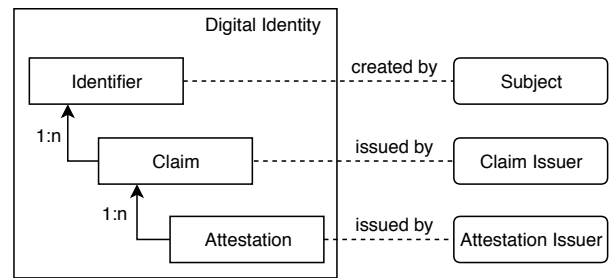 Digital Identity
Identifier
created by
Subject
1:n
Claim
issued by
Claim Issuer
1:n
Attestation
issued by
Attestation Issuer